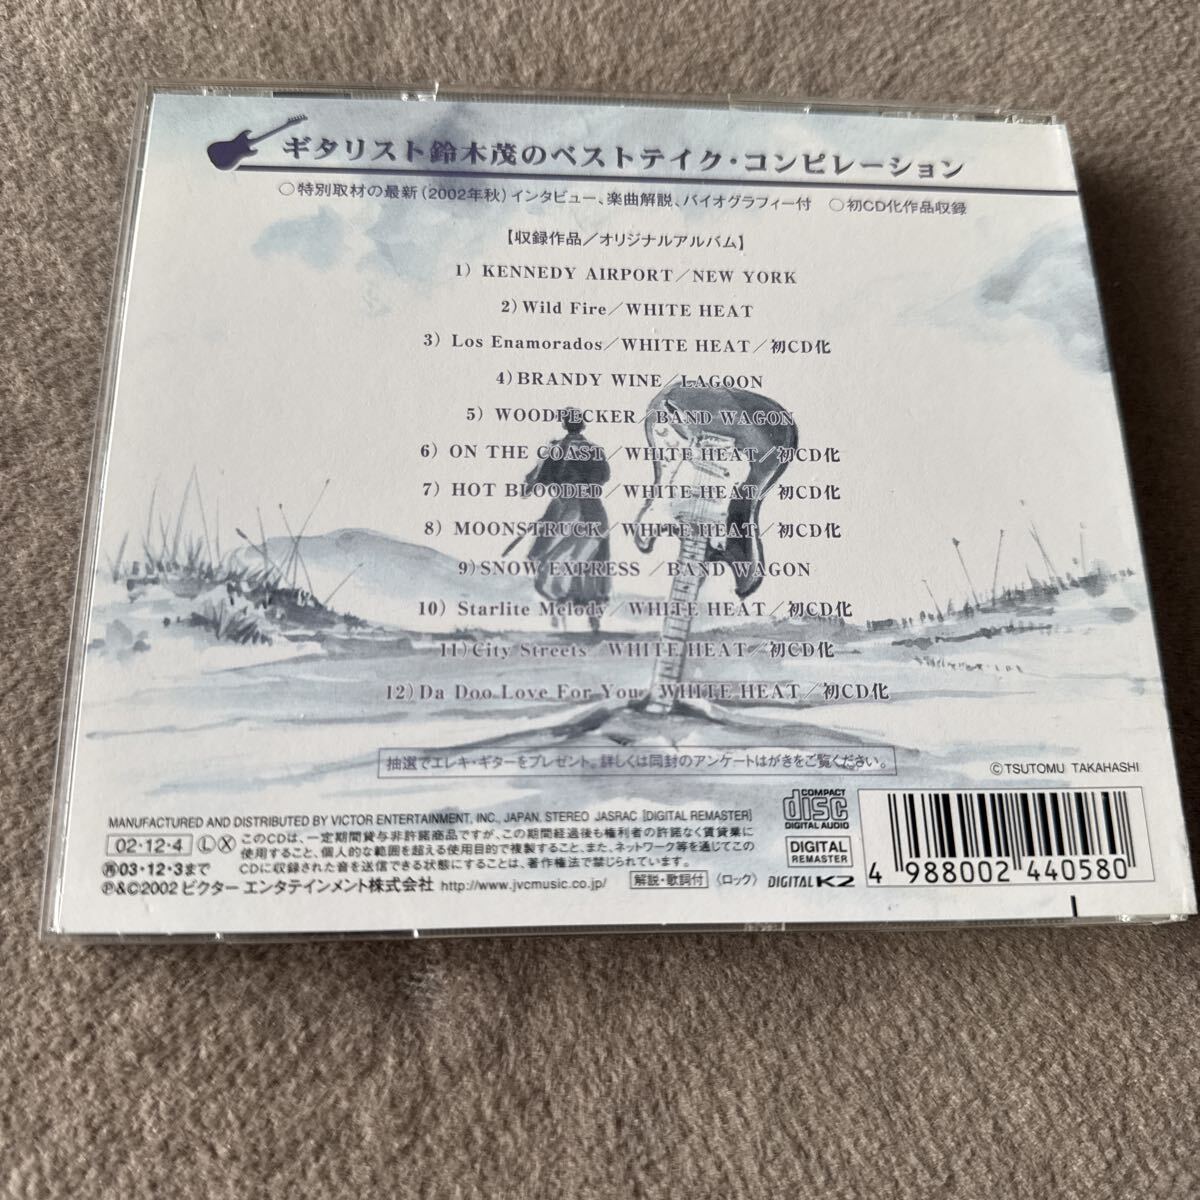 ギタリスト鈴木茂のベストテイク・コンピレーション
○特別取材の最新(2002年秋)インタビュー、楽曲解説、バイオグラフィー付 ○初CD化作品収録
【収録作品／オリジナルアルバム】
1) KENNEDY AIRPORT／NEW YORK
2) Wild Fire／WHITE HEAT
3) Los Enamorados／WHITE HEAT／初CD化
4) BRANDY WINE／LAGOON
5) WOODPECKER／BAND WAGON
6) ON THE COAST／WHITE HEAT／初CD化
7) HOT BLOODED／WHITE HEAT／初CD化
8) MOONSTRUCK／WHITE HEAT／初CD化
9) SNOW EXPRESS／BAND WAGON
10) Starlite Melody／WHITE HEAT／初CD化
11) City Streets／WHITE HEAT／初CD化
12) Da Doo Love For You／WHITE HEAT／初CD化
抽選でエレキ・ギターをプレゼント。詳しくは同封のアンケートはがきをご覧ください。
©TSUTOMU TAKAHASHI
MANUFACTURED AND DISTRIBUTED BY VICTOR ENTERTAINMENT, INC., JAPAN. STEREO JASRAC [DIGITAL REMASTER]
02・12・4 Ⓛ Ⓧ このCDは、一定期間貸与非許諾商品ですが、この期間経過後も権利者の許諾なく賃貸業に
使用すること、個人的な範囲を超える使用目的で複製すること、また、ネットワーク等を通じてこの
㊢03・12・3まで CDに収録された音を送信できる状態にすることは、著作権法で禁じられています。
℗&©2002 ビクター エンタテインメント株式会社 http://www.jvcmusic.co.jp/ 解説・歌詞付 〈ロック〉 DIGITAL K2
COMPACT
disc
DIGITAL AUDIO
DIGITAL
REMASTER
4 988002 440580